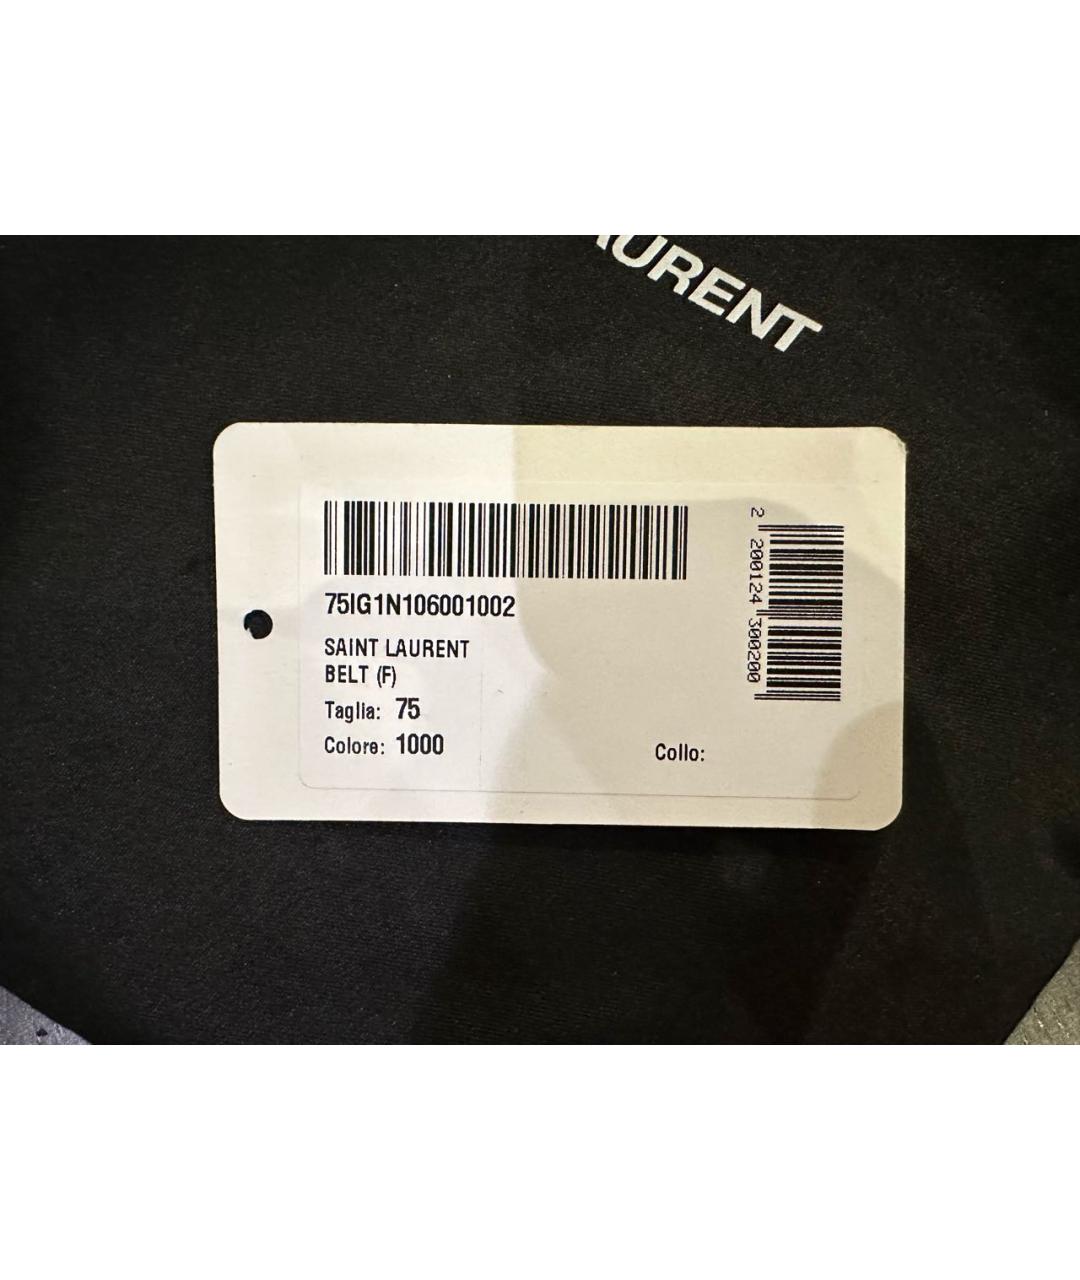 AURENT
75IG1N106001002
SAINT LAURENT
BELT (F)
Taglia: 75
Colore: 1000
Collo:
2 200124 300200